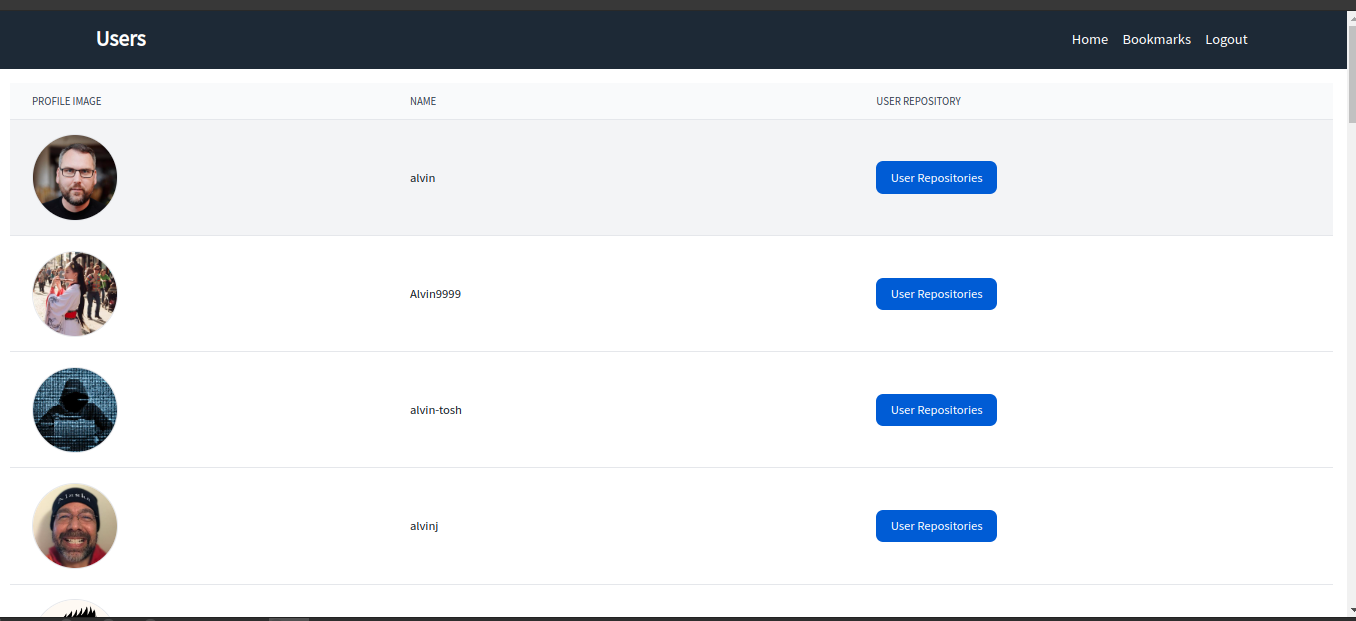 Users
Home Bookmarks Logout
PROFILE IMAGE NAME USER REPOSITORY
alvin User Repositories
Alvin9999 User Repositories
alvin-tosh User Repositories
alvinj User Repositories